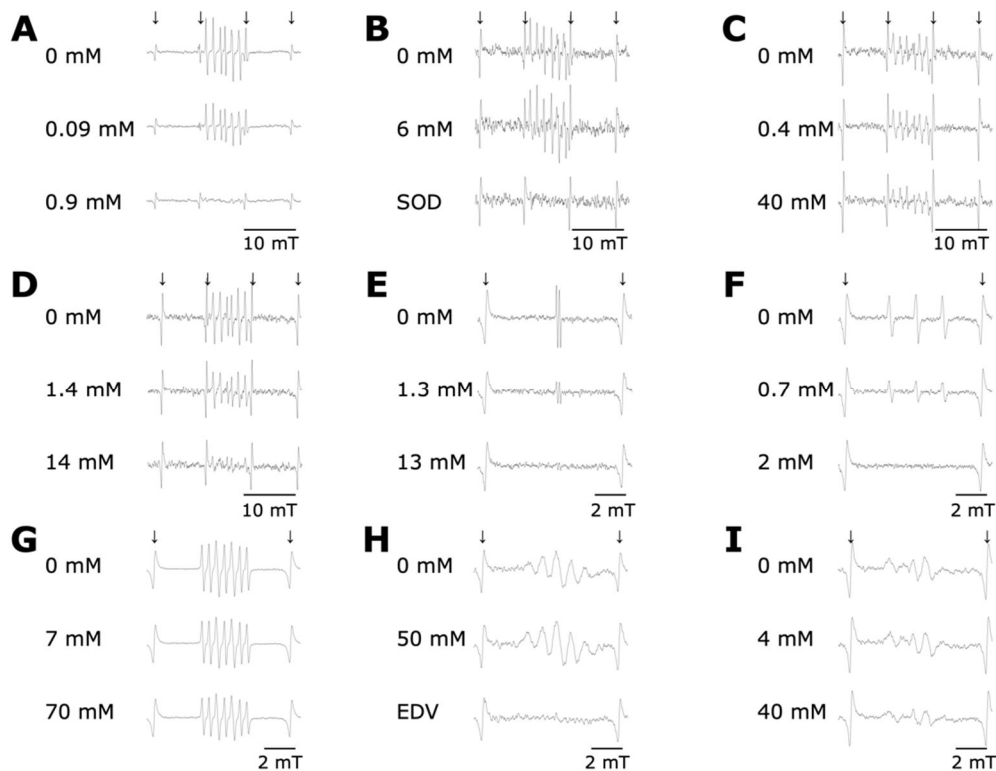 A
0 mM
0.09 mM
0.9 mM
10 mT
B
0 mM
6 mM
SOD
10 mT
C
0 mM
0.4 mM
40 mM
10 mT
D
0 mM
1.4 mM
14 mM
10 mT
E
0 mM
1.3 mM
13 mM
2 mT
F
0 mM
0.7 mM
2 mM
2 mT
G
0 mM
7 mM
70 mM
2 mT
H
0 mM
50 mM
EDV
2 mT
I
0 mM
4 mM
40 mM
2 mT